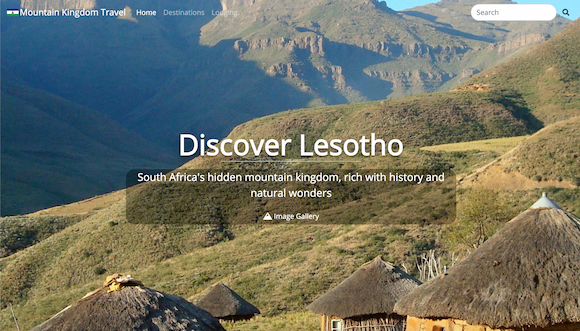 Mountain Kingdom Travel Home Destinations Lodging Search
Discover Lesotho
South Africa's hidden mountain kingdom, rich with history and
natural wonders
Image Gallery